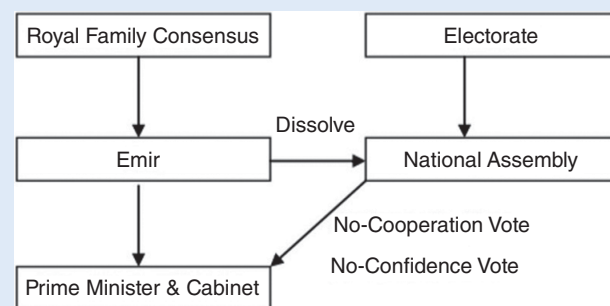 Royal Family Consensus
Electorate
Dissolve
Emir
National Assembly
No-Cooperation Vote
No-Confidence Vote
Prime Minister & Cabinet